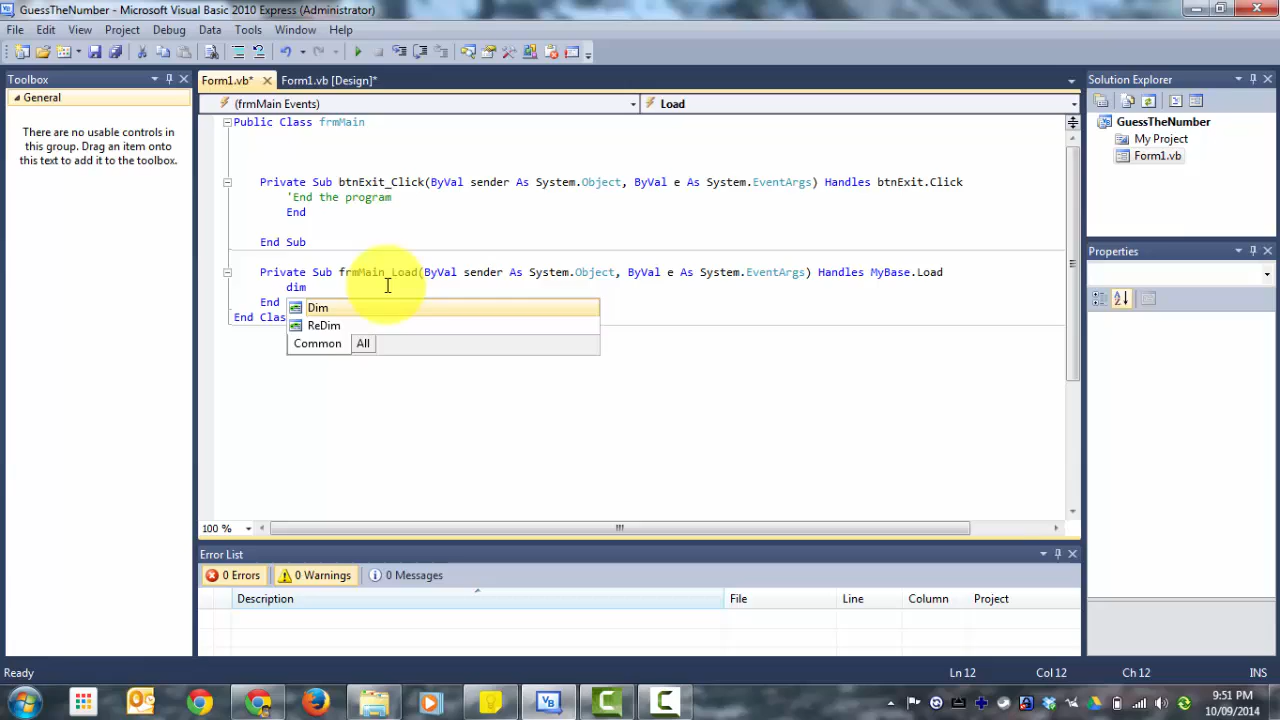 GuessTheNumber - Microsoft Visual Basic 2010 Express (Administrator)
File Edit View Project Debug Data Tools Window Help
Toolbox
General
There are no usable controls in
this group. Drag an item onto
this text to add it to the toolbox.
Form1.vb* Form1.vb [Design]*
(frmMain Events) Load
Public Class frmMain
Private Sub btnExit_Click(ByVal sender As System.Object, ByVal e As System.EventArgs) Handles btnExit.Click
'End the program
End
End Sub
Private Sub frmMain_Load(ByVal sender As System.Object, ByVal e As System.EventArgs) Handles MyBase.Load
dim
End
End Clas
Dim
ReDim
Common All
100 %
Error List
0 Errors 0 Warnings 0 Messages
Description File Line Column Project
Solution Explorer
GuessTheNumber
My Project
Form1.vb
Properties
Ready Ln 12 Col 12 Ch 12 INS
9:51 PM
10/09/2014